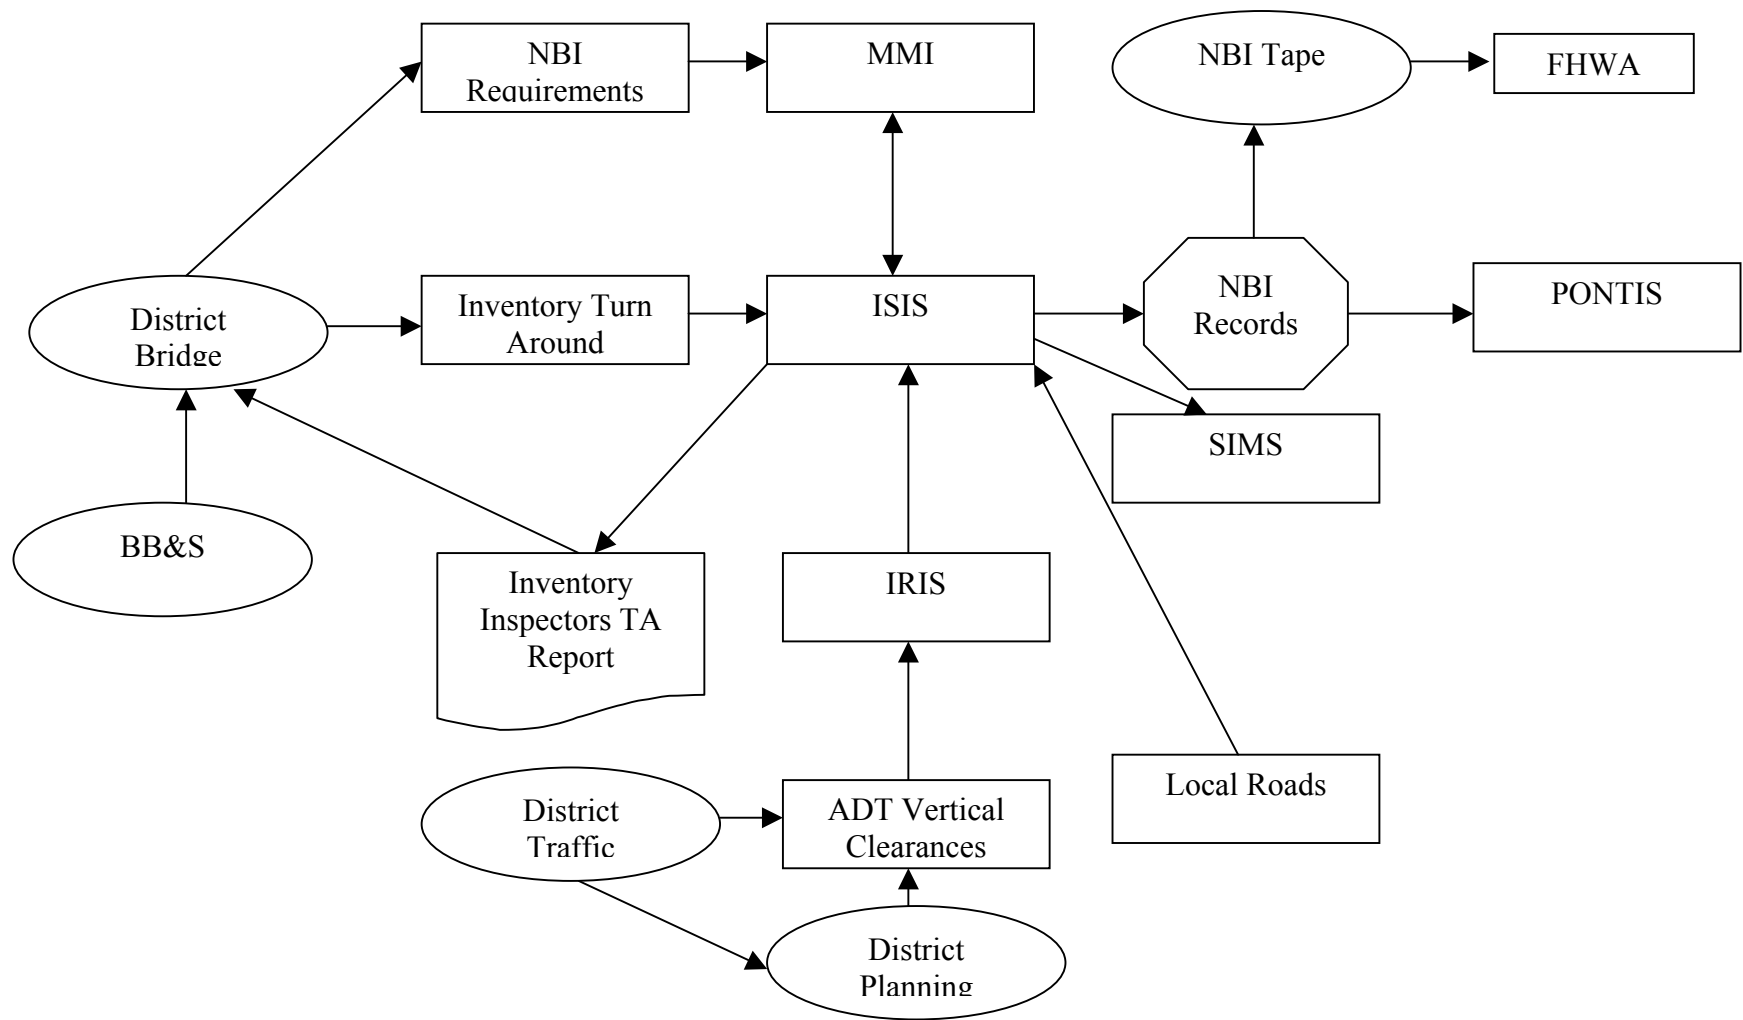 NBI
Requirements
MMI
NBI Tape
FHWA
District
Bridge
Inventory Turn
Around
ISIS
NBI
Records
PONTIS
SIMS
BB&S
Inventory
Inspectors TA
Report
IRIS
Local Roads
District
Traffic
ADT Vertical
Clearances
District
Planning